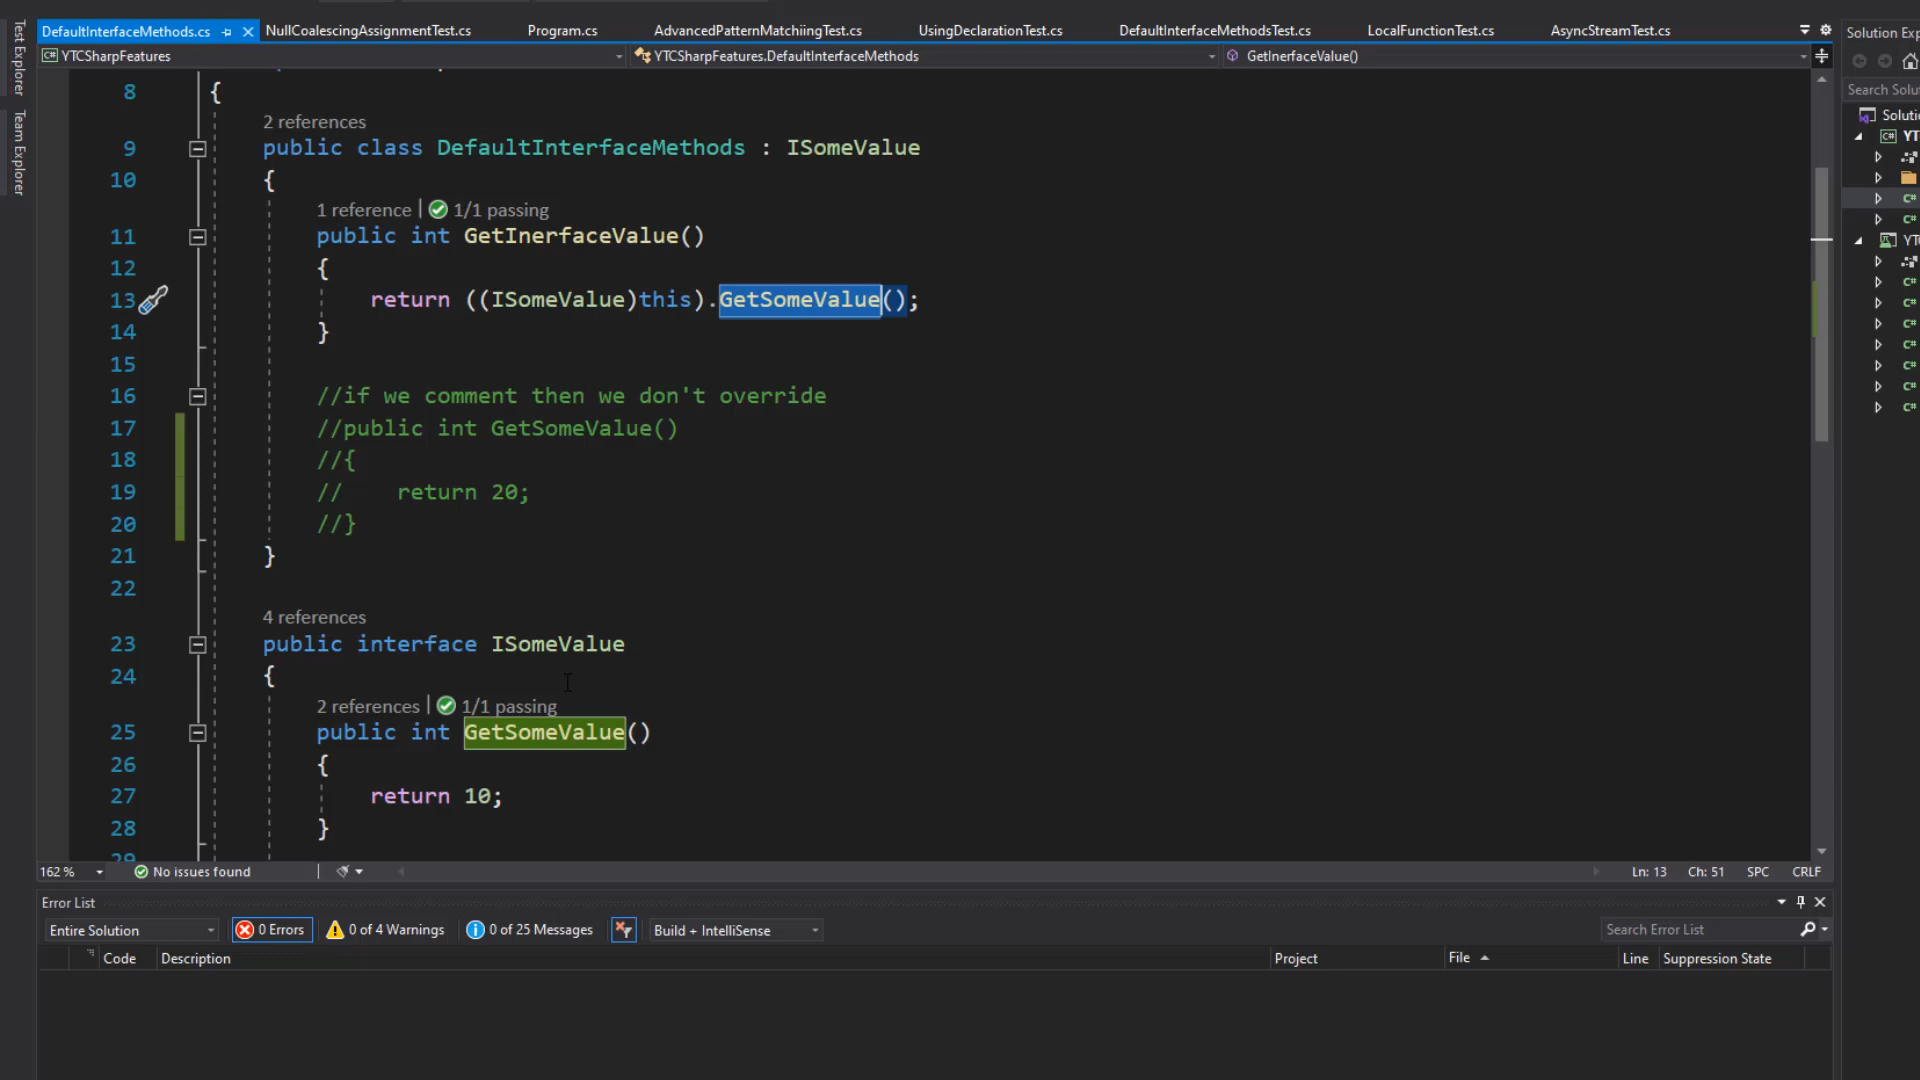 DefaultInterfaceMethods.cs NullCoalescingAssignmentTest.cs Program.cs AdvancedPatternMatchiingTest.cs UsingDeclarationTest.cs DefaultInterfaceMethodsTest.cs LocalFunctionTest.cs AsyncStreamTest.cs
Test Explorer
Team Explorer
C# YTCSharpFeatures YTCSharpFeatures.DefaultInterfaceMethods GetInerfaceValue()
8 {
2 references
9 public class DefaultInterfaceMethods : ISomeValue
10 {
1 reference | 1/1 passing
11 public int GetInerfaceValue()
12 {
13 return ((ISomeValue)this).GetSomeValue();
14 }
15
16 //if we comment then we don't override
17 //public int GetSomeValue()
18 //{
19 // return 20;
20 //}
21 }
22
4 references
23 public interface ISomeValue
24 {
2 references | 1/1 passing
25 public int GetSomeValue()
26 {
27 return 10;
28 }
29
162 % No issues found Ln: 13 Ch: 51 SPC CRLF
Error List
Entire Solution 0 Errors 0 of 4 Warnings 0 of 25 Messages Build + IntelliSense Search Error List
Code Description Project File Line Suppression State
Solution Exp
Search Solu
Soluti
C# YT
C#
C#
YT
C#
C#
C#
C#
C#
C#
C#